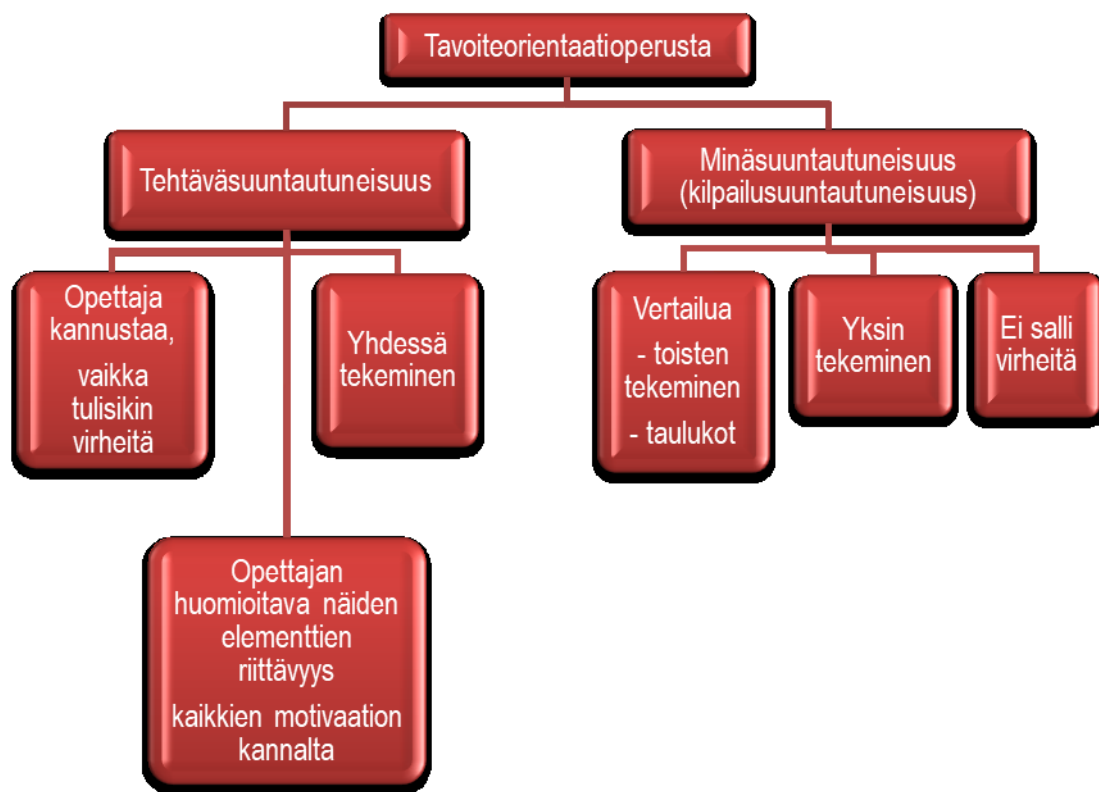 Tavoiteorientaatioperusta
Tehtäväsuuntautuneisuus
Minäsuuntautuneisuus
(kilpailusuuntautuneisuus)
Opettaja
kannustaa,
vaikka
tulisikin
virheitä
Yhdessä
tekeminen
Vertailua
- toisten
tekeminen
- taulukot
Yksin
tekeminen
Ei salli
virheitä
Opettajan
huomioitava näiden
elementtien
riittävyys
kaikkien motivaation
kannalta